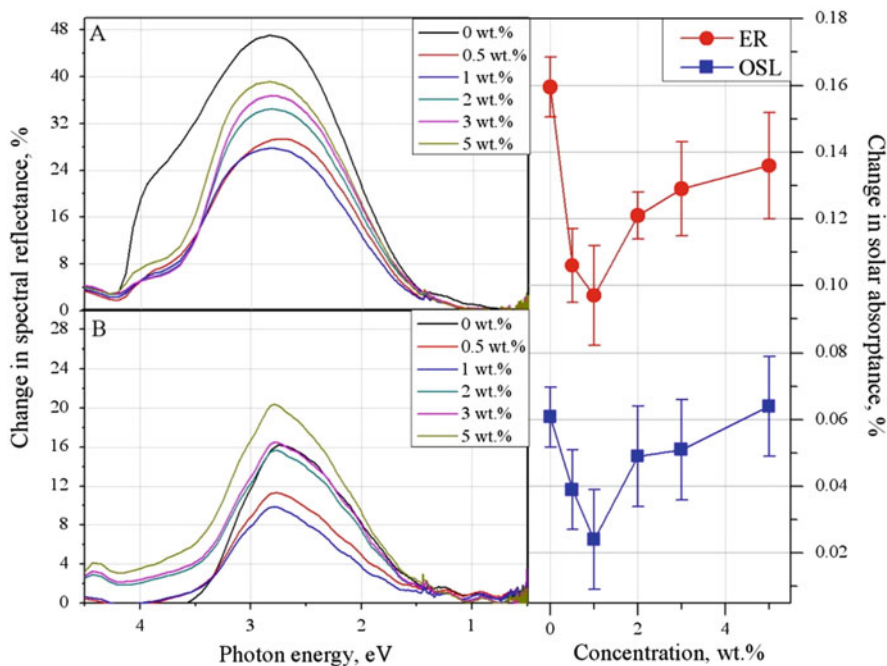 A
Change in spectral reflectance, %
48
40
32
24
16
8
0
0 wt.%
0.5 wt.%
1 wt.%
2 wt.%
3 wt.%
5 wt.%
B
28
24
20
16
12
8
4
0
0 wt.%
0.5 wt.%
1 wt.%
2 wt.%
3 wt.%
5 wt.%
4
3
2
1
Photon energy, eV
ER
OSL
0.18
0.16
0.14
0.12
0.10
0.08
0.06
0.04
0.02
Change in solar absorptance, %
0
2
4
Concentration, wt.%